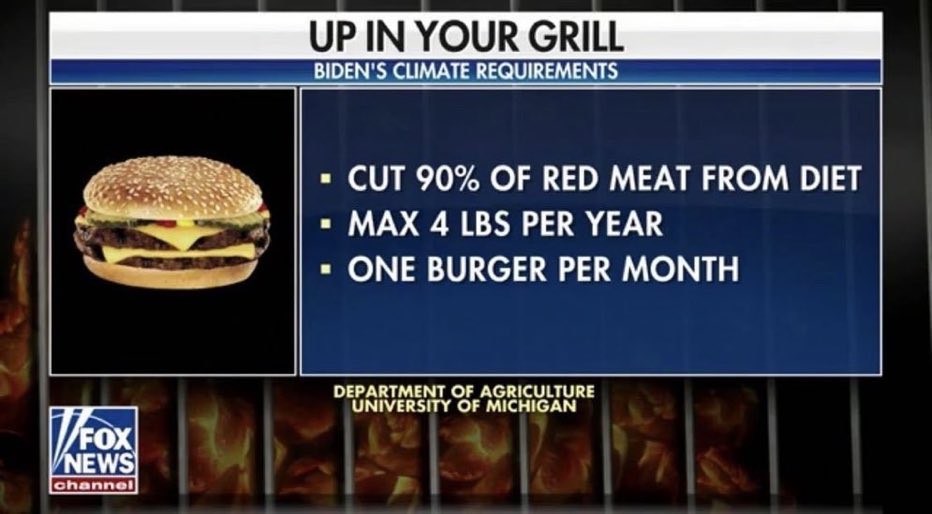 UP IN YOUR GRILL
BIDEN'S CLIMATE REQUIREMENTS
▪ CUT 90% OF RED MEAT FROM DIET
▪ MAX 4 LBS PER YEAR
▪ ONE BURGER PER MONTH
DEPARTMENT OF AGRICULTURE
UNIVERSITY OF MICHIGAN
FOX
NEWS
channel